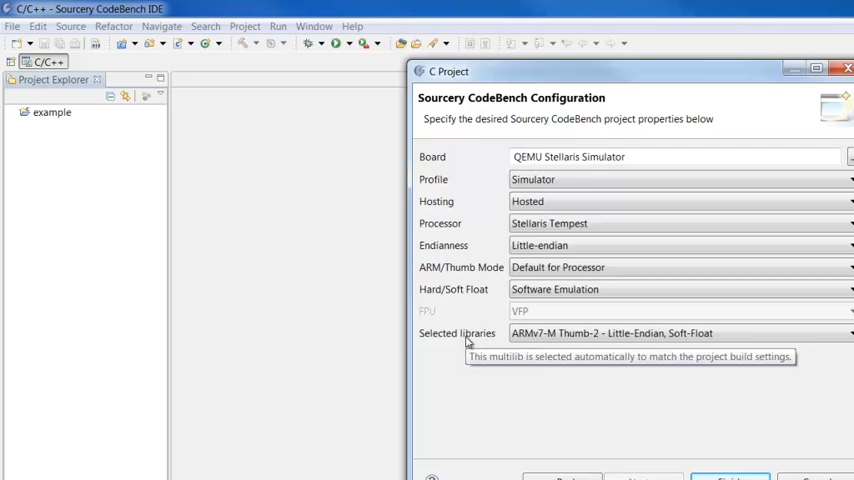 C/C++ - Sourcery CodeBench IDE
File Edit Source Refactor Navigate Search Project Run Window Help
C/C++
Project Explorer
example
C Project
Sourcery CodeBench Configuration
Specify the desired Sourcery CodeBench project properties below
Board QEMU Stellaris Simulator
Profile Simulator
Hosting Hosted
Processor Stellaris Tempest
Endianness Little-endian
ARM/Thumb Mode Default for Processor
Hard/Soft Float Software Emulation
FPU VFP
Selected libraries ARMv7-M Thumb-2 - Little-Endian, Soft-Float
This multilib is selected automatically to match the project build settings.